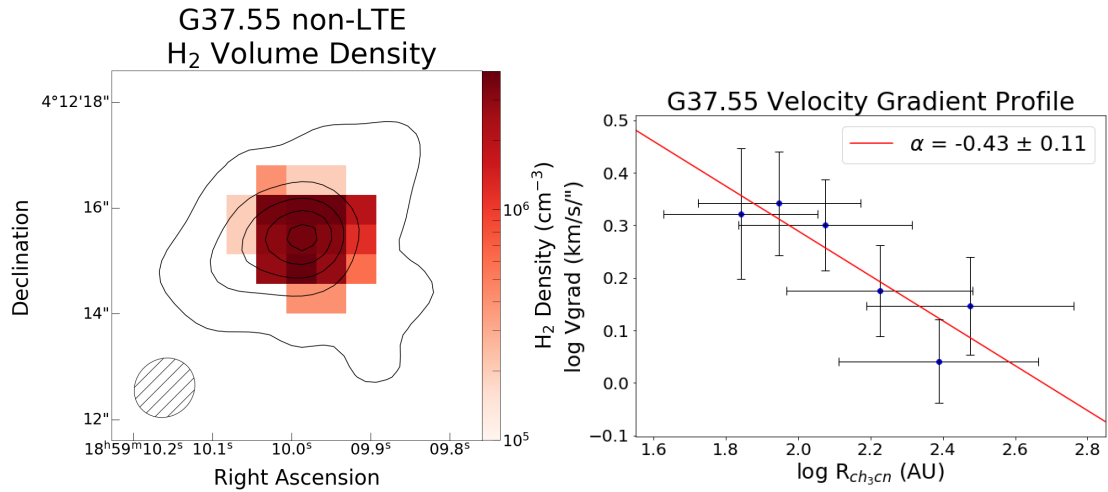 G37.55 non-LTE
H₂ Volume Density
4°12'18"
16"
14"
12"
Declination
18ʰ59ᵐ10.2ˢ
10.1ˢ
10.0ˢ
09.9ˢ
09.8ˢ
Right Ascension
10⁶
10⁵
H₂ Density (cm⁻³)
G37.55 Velocity Gradient Profile
α = -0.43 ± 0.11
0.5
0.4
0.3
0.2
0.1
0.0
−0.1
log Vgrad (km/s/")
1.6
1.8
2.0
2.2
2.4
2.6
2.8
log R_ch₃cn (AU)